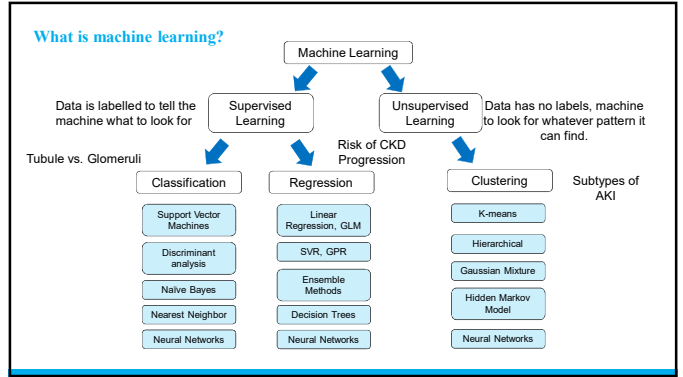 What is machine learning?
Machine Learning
Data is labelled to tell the
machine what to look for
Supervised
Learning
Unsupervised
Learning
Data has no labels, machine
to look for whatever pattern it
can find.
Tubule vs. Glomeruli
Risk of CKD
Progression
Classification
Regression
Clustering
Subtypes of
AKI
Support Vector
Machines
Discriminant
analysis
Naïve Bayes
Nearest Neighbor
Neural Networks
Linear
Regression, GLM
SVR, GPR
Ensemble
Methods
Decision Trees
Neural Networks
K-means
Hierarchical
Gaussian Mixture
Hidden Markov
Model
Neural Networks